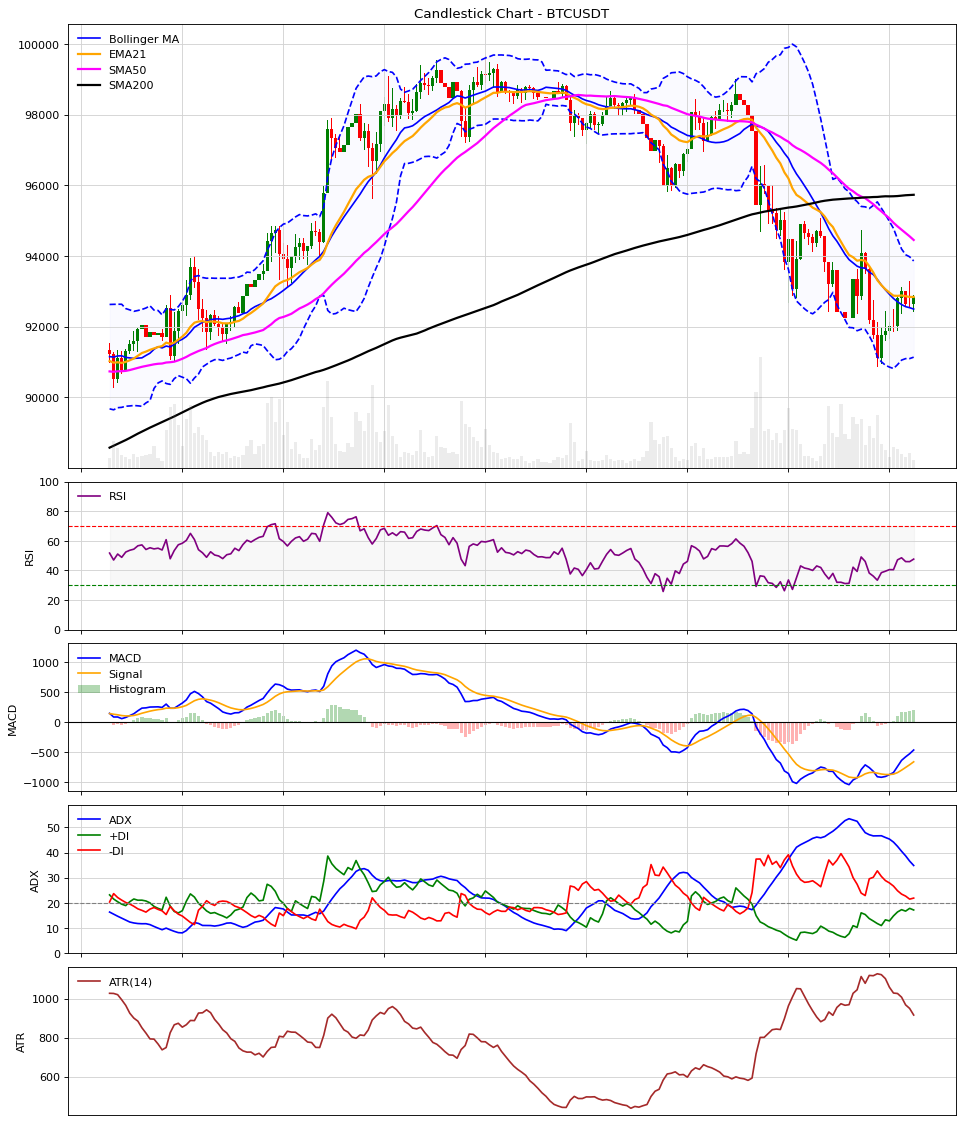 Candlestick Chart - BTCUSDT
Bollinger MA
EMA21
SMA50
SMA200
100000
98000
96000
94000
92000
90000
RSI
RSI
100
80
60
40
20
0
MACD
Signal
Histogram
MACD
1000
500
0
−500
−1000
ADX
+DI
-DI
ADX
50
40
30
20
10
0
ATR(14)
ATR
1000
800
600